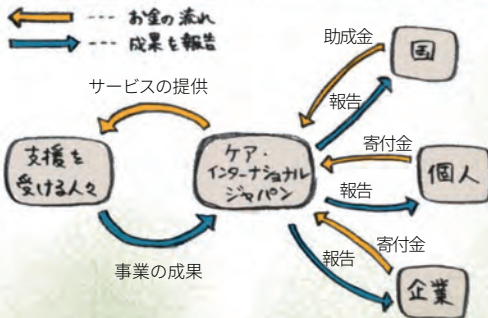 --- お金の流れ
--- 成果を報告
サービスの提供
支援を
受ける人々
事業の成果
ケア・
インターナショナル
ジャパン
助成金
報告
国
寄付金
報告
個人
寄付金
報告
企業